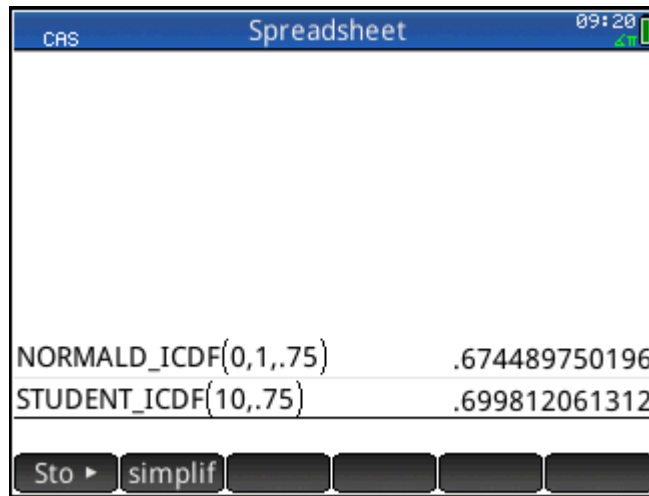 CAS Spreadsheet 09:20
∡π
NORMALD_ICDF(0,1,.75) .674489750196
STUDENT_ICDF(10,.75) .699812061312
Sto ► simplif